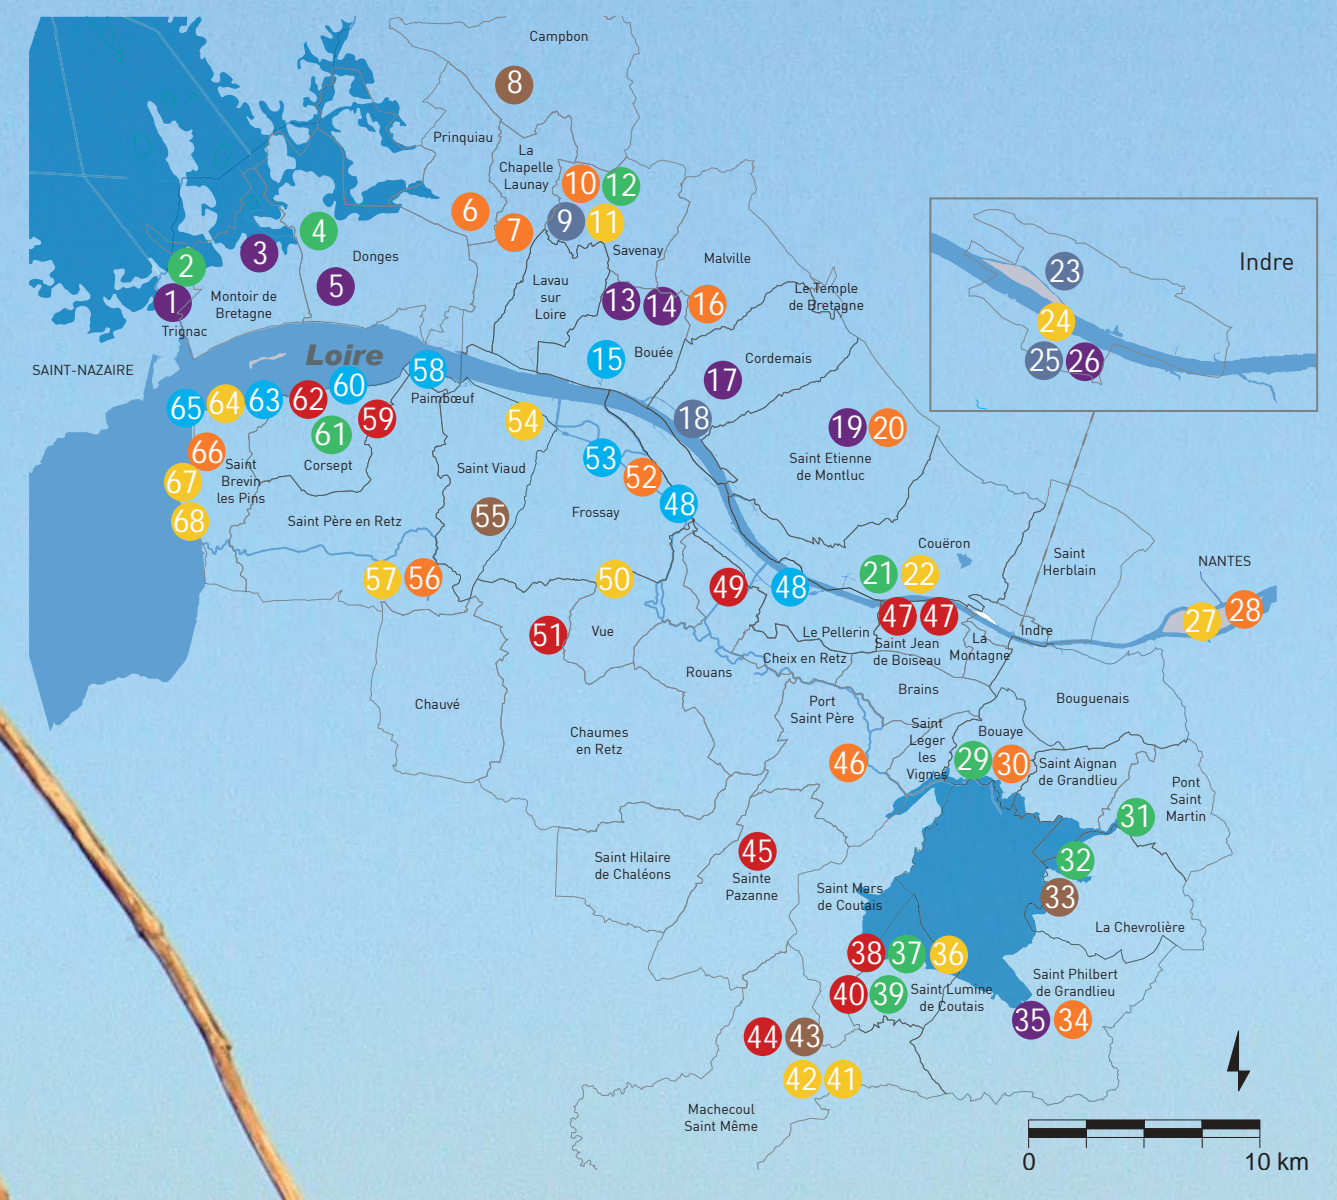 Campbon
8
Prinquiau
La
Chapelle
Launay
10
12
6
7
9
11
4
3
2
5
1
Donges
Savenay
Malville
Montoir de
Bretagne
Trignac
Lavau
sur
Loire
13
14
16
Le Temple
de Bretagne
Indre
23
24
25
26
SAINT-NAZAIRE
Loire
15
Bouée
Cordemais
17
58
60
65
64
63
62
59
61
Paimbœuf
54
18
19
20
66
Saint
Brevin
les Pins
Corsept
Saint Viaud
53
52
48
Saint Etienne
de Montluc
67
68
Saint Père en Retz
55
Frossay
57
56
50
49
48
21
22
Couëron
Saint
Herblain
NANTES
27
28
51
Vue
47
47
Le Pellerin
Saint Jean
de Boiseau
La
Montagne
Indre
Cheix en Retz
Rouans
Chauvé
Port
Saint Père
Brains
Bouguenais
Chaumes
en Retz
46
Saint
Leger
les
Vignes
Bouaye
29
30
Saint Aignan
de Grandlieu
Pont
Saint
Martin
31
45
Sainte
Pazanne
Saint Hilaire
de Chaléons
32
33
Saint Mars
de Coutais
La Chevrolière
38
37
36
40
39
Saint Lumine
de Coutais
Saint Philbert
de Grandlieu
35
34
44
43
42
41
Machecoul
Saint Même
0
10 km